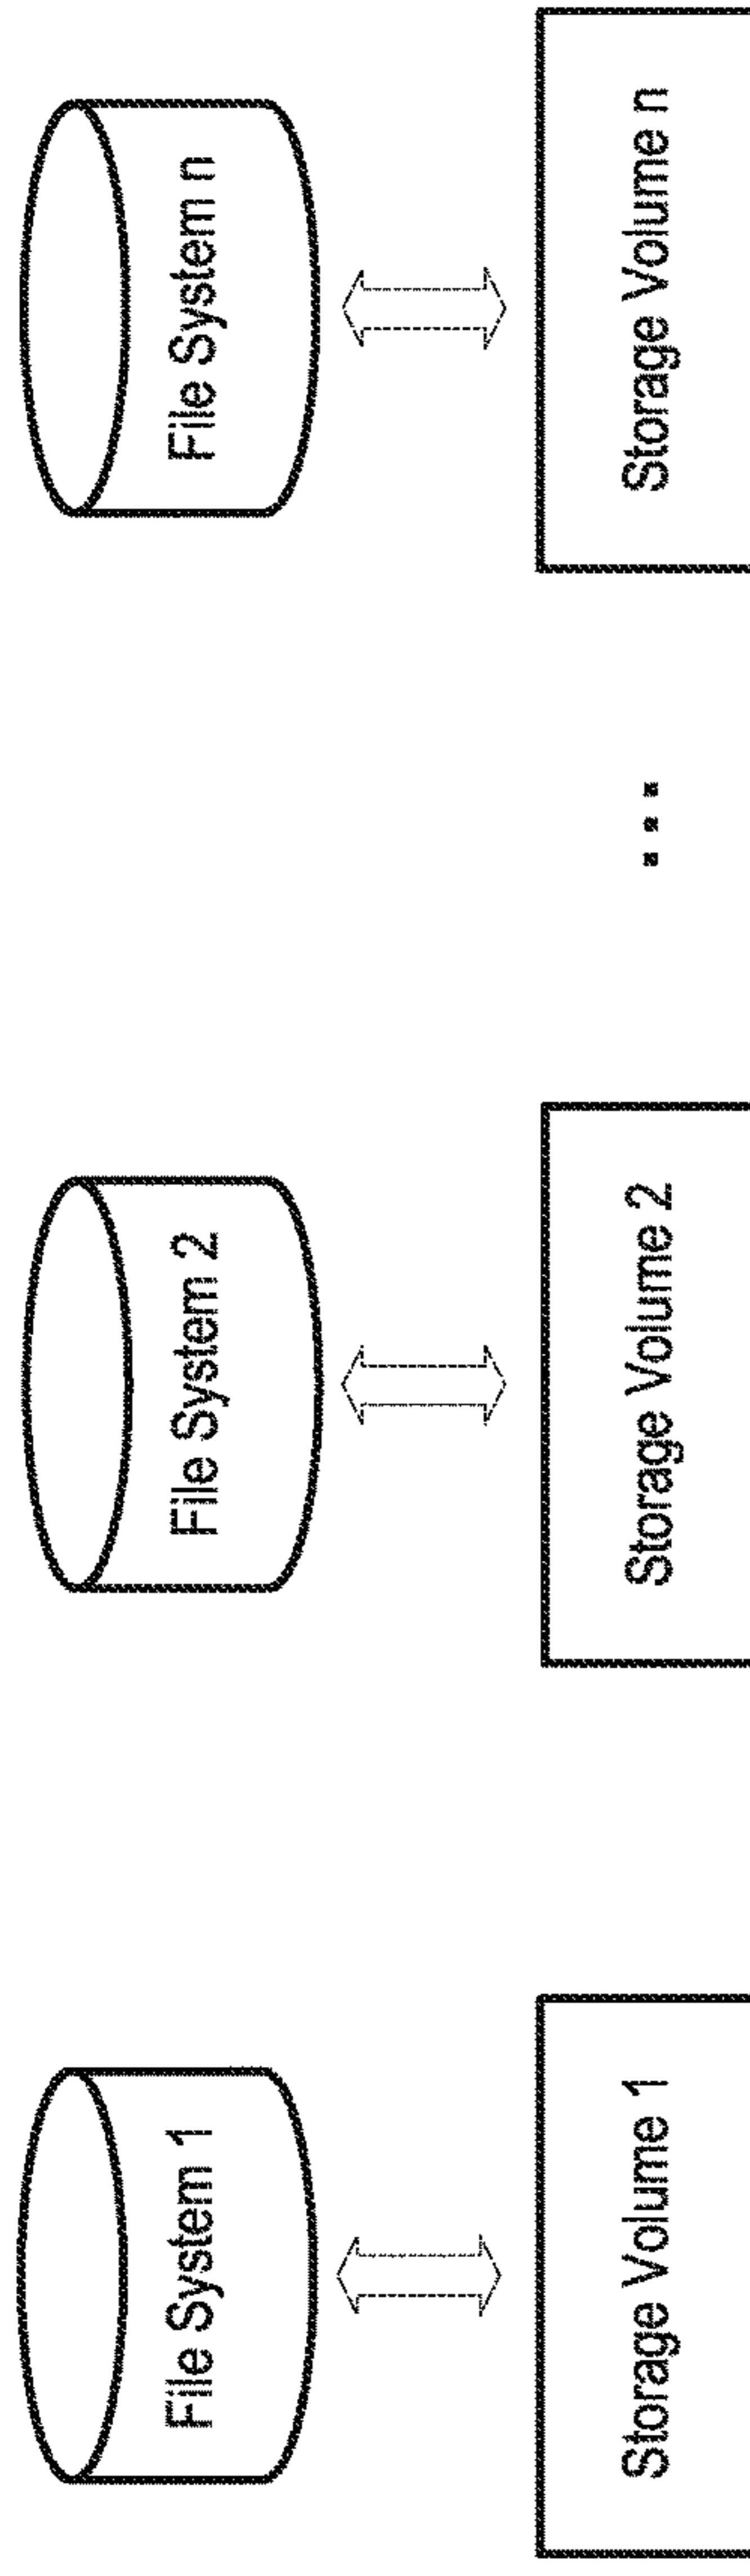 File System 1
File System 2
File System n
Storage Volume 1
Storage Volume 2
...
Storage Volume n